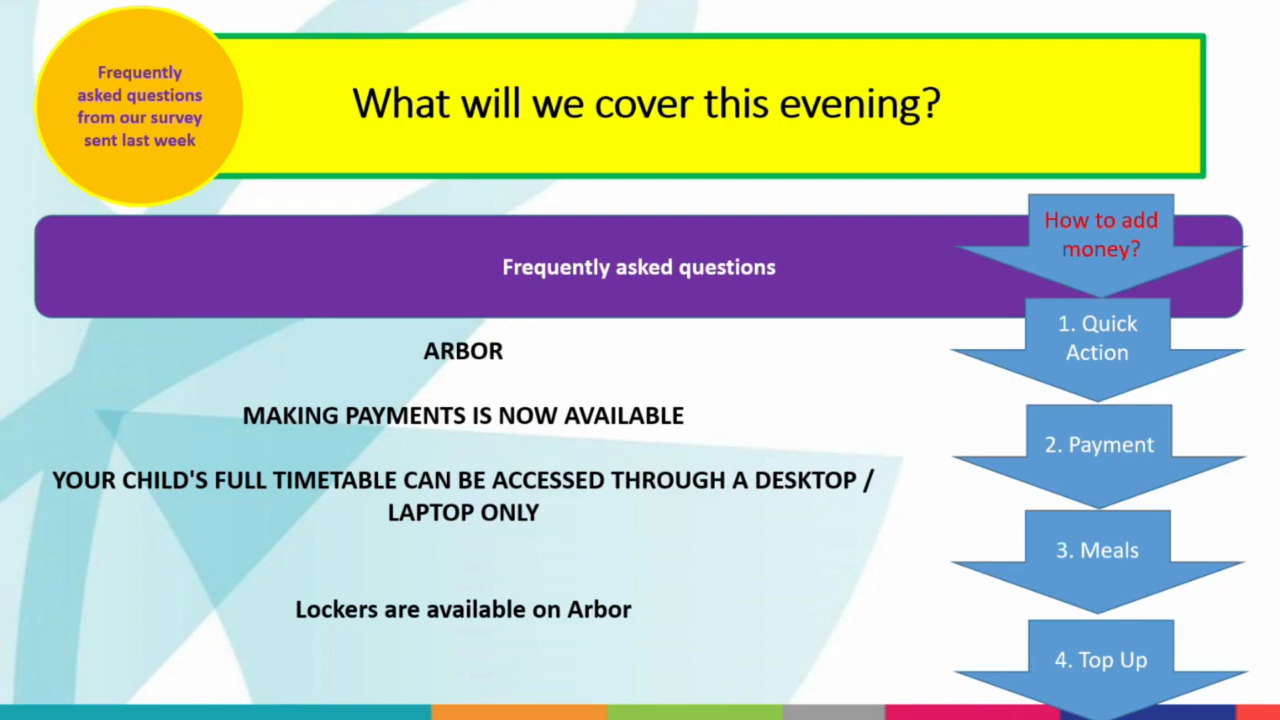 Frequently
asked questions
from our survey
sent last week
What will we cover this evening?
Frequently asked questions
How to add
money?
ARBOR
MAKING PAYMENTS IS NOW AVAILABLE
YOUR CHILD'S FULL TIMETABLE CAN BE ACCESSED THROUGH A DESKTOP /
LAPTOP ONLY
Lockers are available on Arbor
1. Quick
Action
2. Payment
3. Meals
4. Top Up